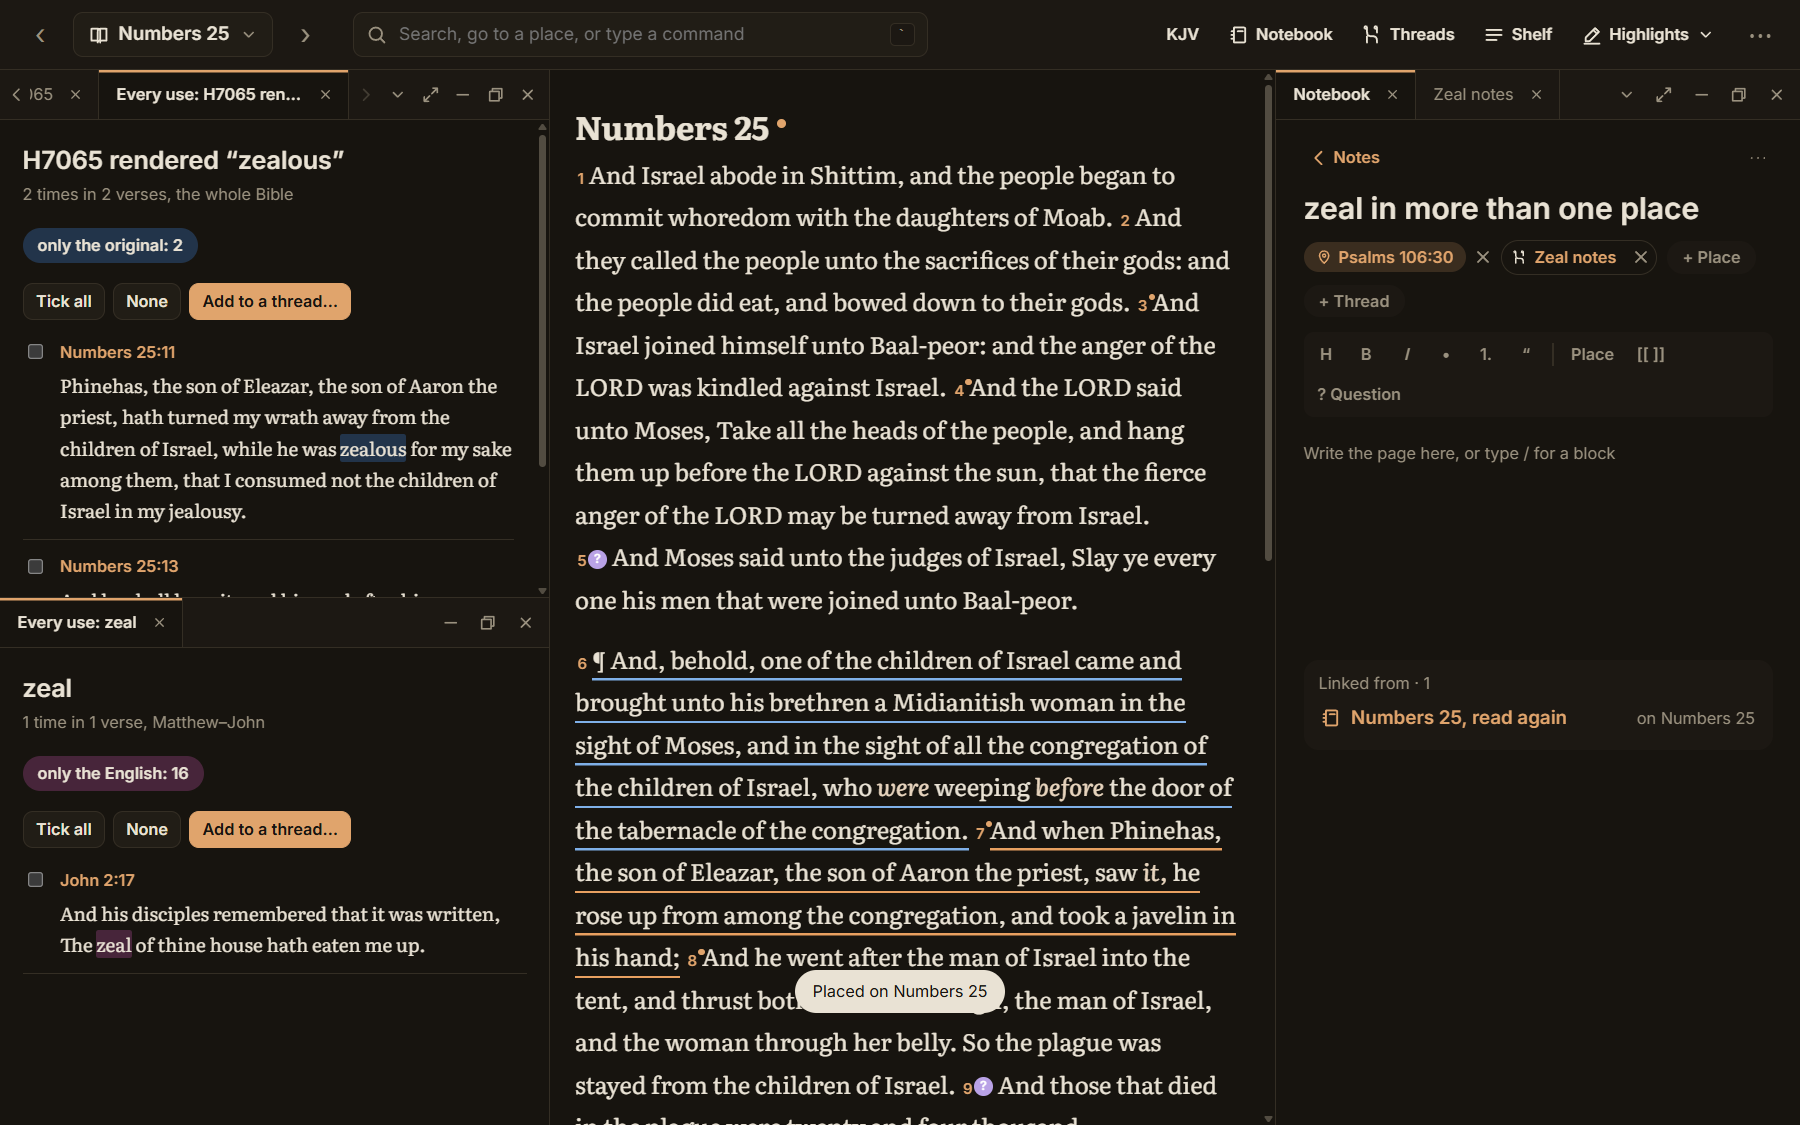 Numbers 25
Search, go to a place, or type a command
`
KJV
Notebook
Threads
Shelf
Highlights
065
Every use: H7065 ren...
H7065 rendered “zealous”
2 times in 2 verses, the whole Bible
only the original: 2
Tick all
None
Add to a thread...
Numbers 25:11
Phinehas, the son of Eleazar, the son of Aaron the
priest, hath turned my wrath away from the
children of Israel, while he was zealous for my sake
among them, that I consumed not the children of
Israel in my jealousy.
Numbers 25:13
Every use: zeal
zeal
1 time in 1 verse, Matthew–John
only the English: 16
Tick all
None
Add to a thread...
John 2:17
And his disciples remembered that it was written,
The zeal of thine house hath eaten me up.
Numbers 25
1 And Israel abode in Shittim, and the people began to
commit whoredom with the daughters of Moab. 2 And
they called the people unto the sacrifices of their gods: and
the people did eat, and bowed down to their gods. 3 And
Israel joined himself unto Baal-peor: and the anger of the
LORD was kindled against Israel. 4 And the LORD said
unto Moses, Take all the heads of the people, and hang
them up before the LORD against the sun, that the fierce
anger of the LORD may be turned away from Israel.
5 ? And Moses said unto the judges of Israel, Slay ye every
one his men that were joined unto Baal-peor.
6 ¶ And, behold, one of the children of Israel came and
brought unto his brethren a Midianitish woman in the
sight of Moses, and in the sight of all the congregation of
the children of Israel, who were weeping before the door of
the tabernacle of the congregation. 7 And when Phinehas,
the son of Eleazar, the son of Aaron the priest, saw it, he
rose up from among the congregation, and took a javelin in
his hand; 8 And he went after the man of Israel into the
tent, and thrust bot , the man of Israel,
Placed on Numbers 25
and the woman through her belly. So the plague was
stayed from the children of Israel. 9 ? And those that died
in the plague were twenty and four thousand.
Notebook
Zeal notes
Notes
zeal in more than one place
Psalms 106:30
Zeal notes
+ Place
+ Thread
H B I • 1. “ Place [[ ]]
? Question
Write the page here, or type / for a block
Linked from · 1
Numbers 25, read again
on Numbers 25